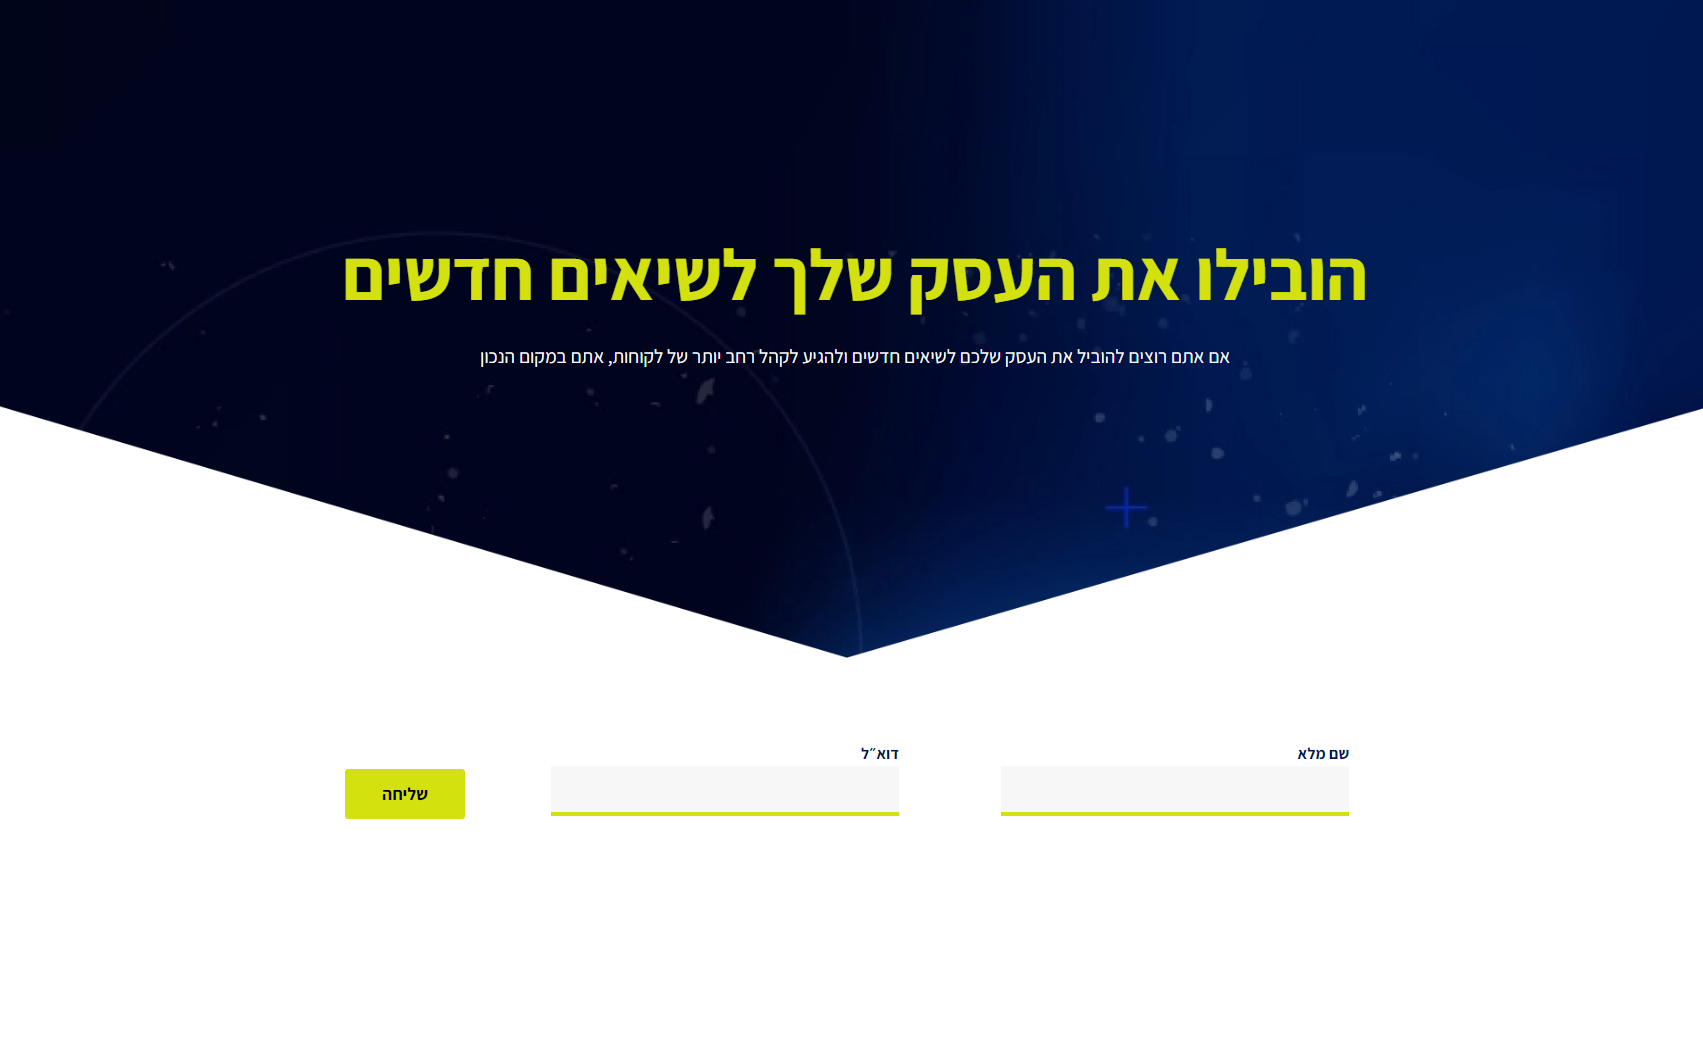 הובילו את העסק שלך לשיאים חדשים
אם אתם רוצים להוביל את העסק שלכם לשיאים חדשים ולהגיע לקהל רחב יותר של לקוחות, אתם במקום הנכון
שם מלא
דוא״ל
שליחה